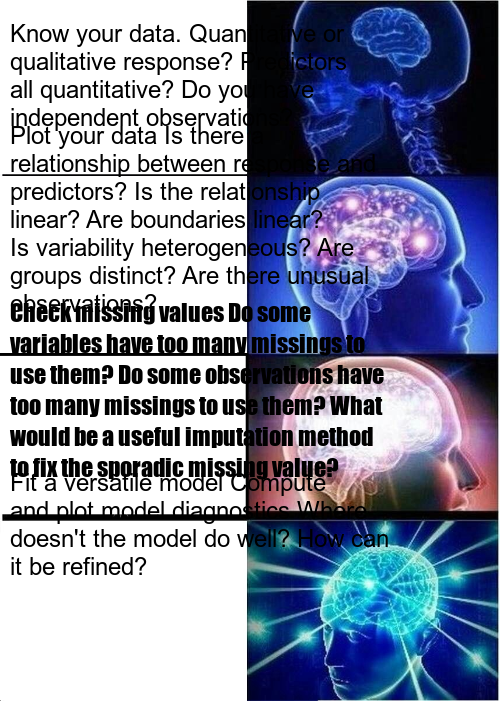 Know your data. Quantitative or
qualitative response? Predictors
all quantitative? Do you have
independent observations?
Plot your data Is there a
relationship between response and
predictors? Is the relationship
linear? Are boundaries linear?
Is variability heterogeneous? Are
groups distinct? Are there unusual
observations?
Check missing values Do some
variables have too many missings to
use them? Do some observations have
too many missings to use them? What
would be a useful imputation method
to fix the sporadic missing value?
Fit a versatile model Compute
and plot model diagnostics Where
doesn't the model do well? How can
it be refined?